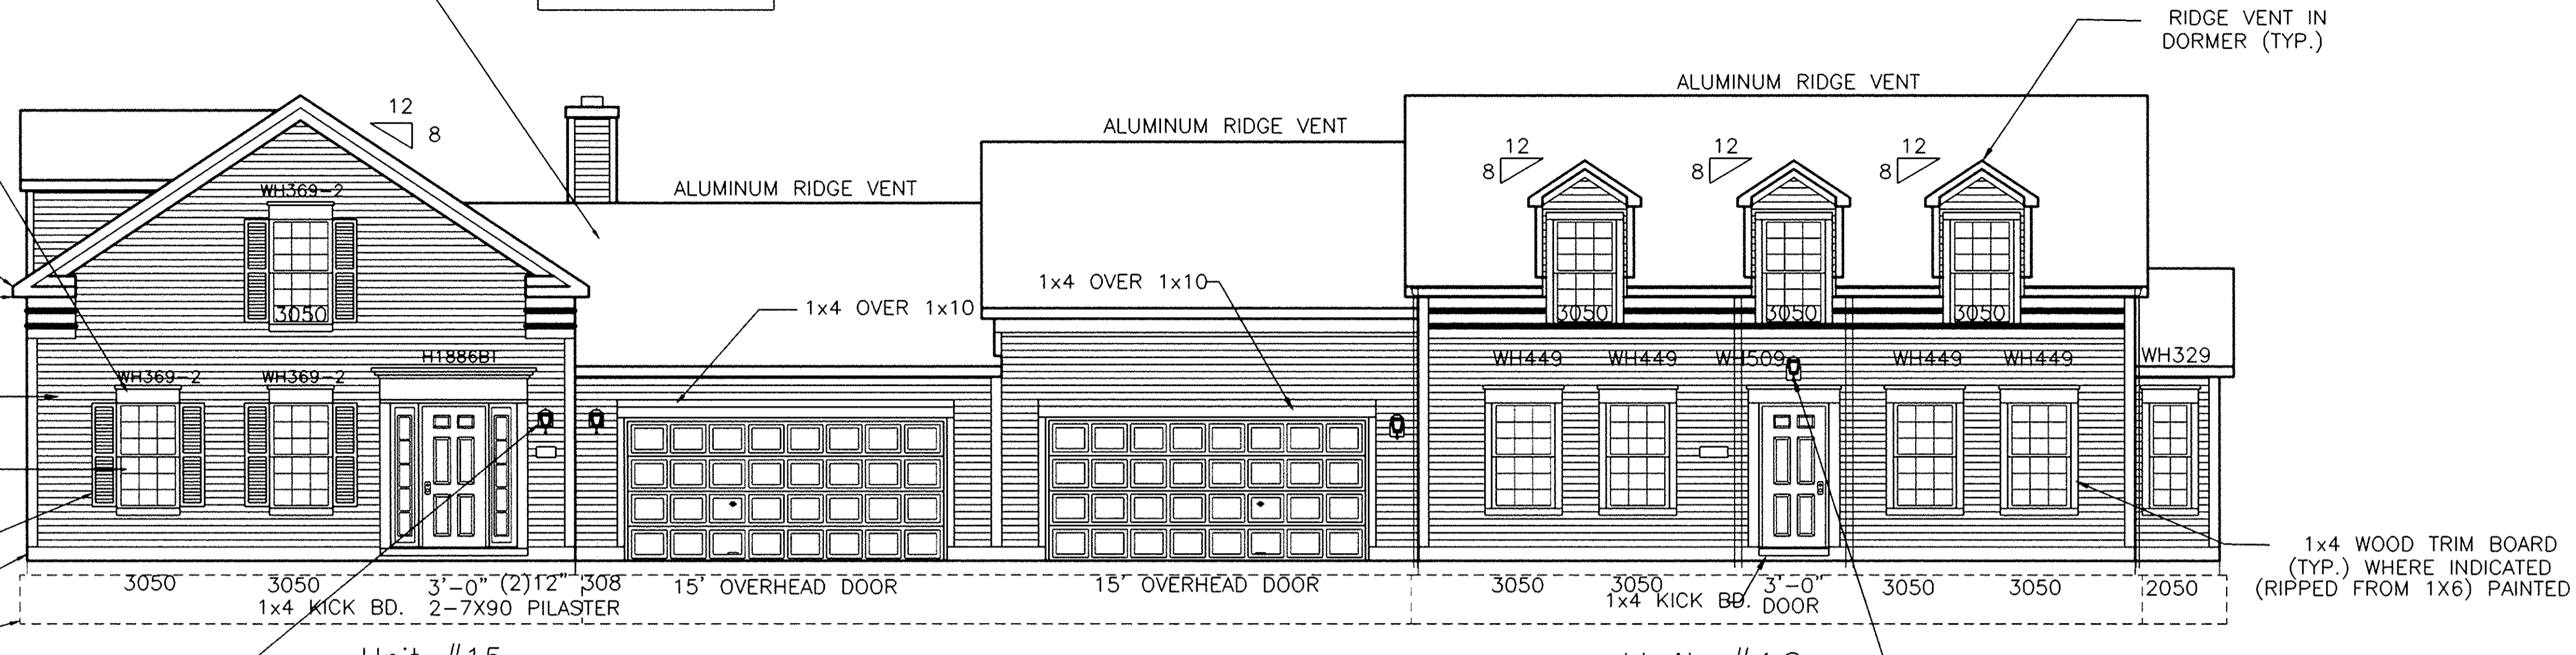 RIDGE VENT IN
DORMER (TYP.)
ALUMINUM RIDGE VENT
12
8
ALUMINUM RIDGE VENT
12
8
12
8
12
8
ALUMINUM RIDGE VENT
WH369-2
1x4 OVER 1x10
1x4 OVER 1x10
3050
3050
3050
3050
H1886BT
WH449
WH449
WH509
WH449
WH449
WH329
WH369-2
WH369-2
1x4 WOOD TRIM BOARD
(TYP.) WHERE INDICATED
(RIPPED FROM 1X6) PAINTED
3050
3050
3'-0" (2)12"
308
15' OVERHEAD DOOR
15' OVERHEAD DOOR
3050
3050
3'-0"
DOOR
3050
3050
2050
1x4 KICK BD.
2-7X90 PILASTER
1x4 KICK BD.
Unit #15